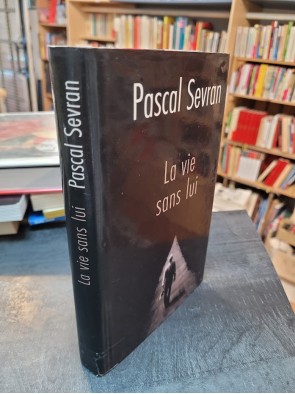 Pascal Sevran
La vie
sans lui
La vie sans lui Pascal Sevran